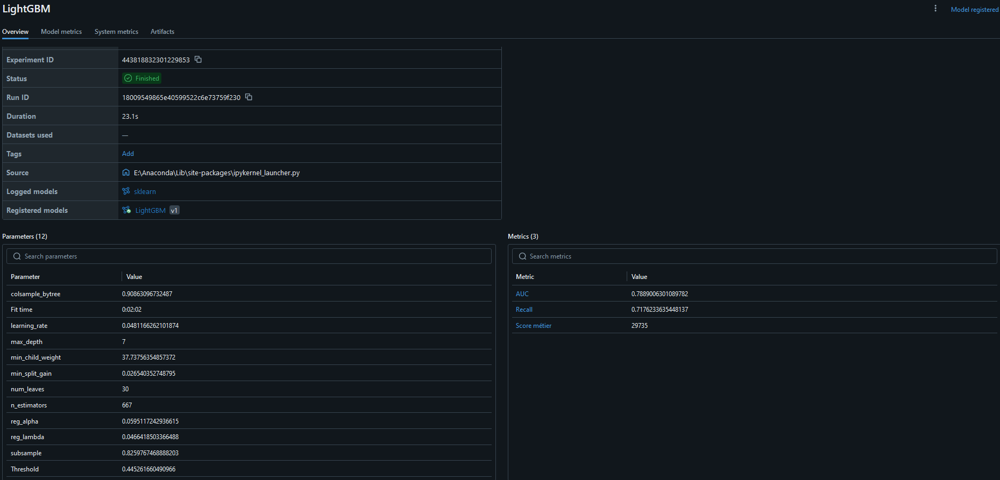 LightGBM
Model registered
Overview Model metrics System metrics Artifacts
Experiment ID 443818832301229853
Status Finished
Run ID 18009549865e40599522c6e73759f230
Duration 23.1s
Datasets used —
Tags Add
Source E:\Anaconda\Lib\site-packages\ipykernel_launcher.py
Logged models sklearn
Registered models LightGBM v1
Parameters (12)
Search parameters
Parameter Value
colsample_bytree 0.90863096732487
Fit time 0:02:02
learning_rate 0.0481166262101874
max_depth 7
min_child_weight 37.73756354857372
min_split_gain 0.026540352748795
num_leaves 30
n_estimators 667
reg_alpha 0.0595117242936615
reg_lambda 0.0466418503366488
subsample 0.8259767468888203
Threshold 0.445261660490966
Metrics (3)
Search metrics
Metric Value
AUC 0.7889006301089782
Recall 0.7176233635448137
Score métier 29735